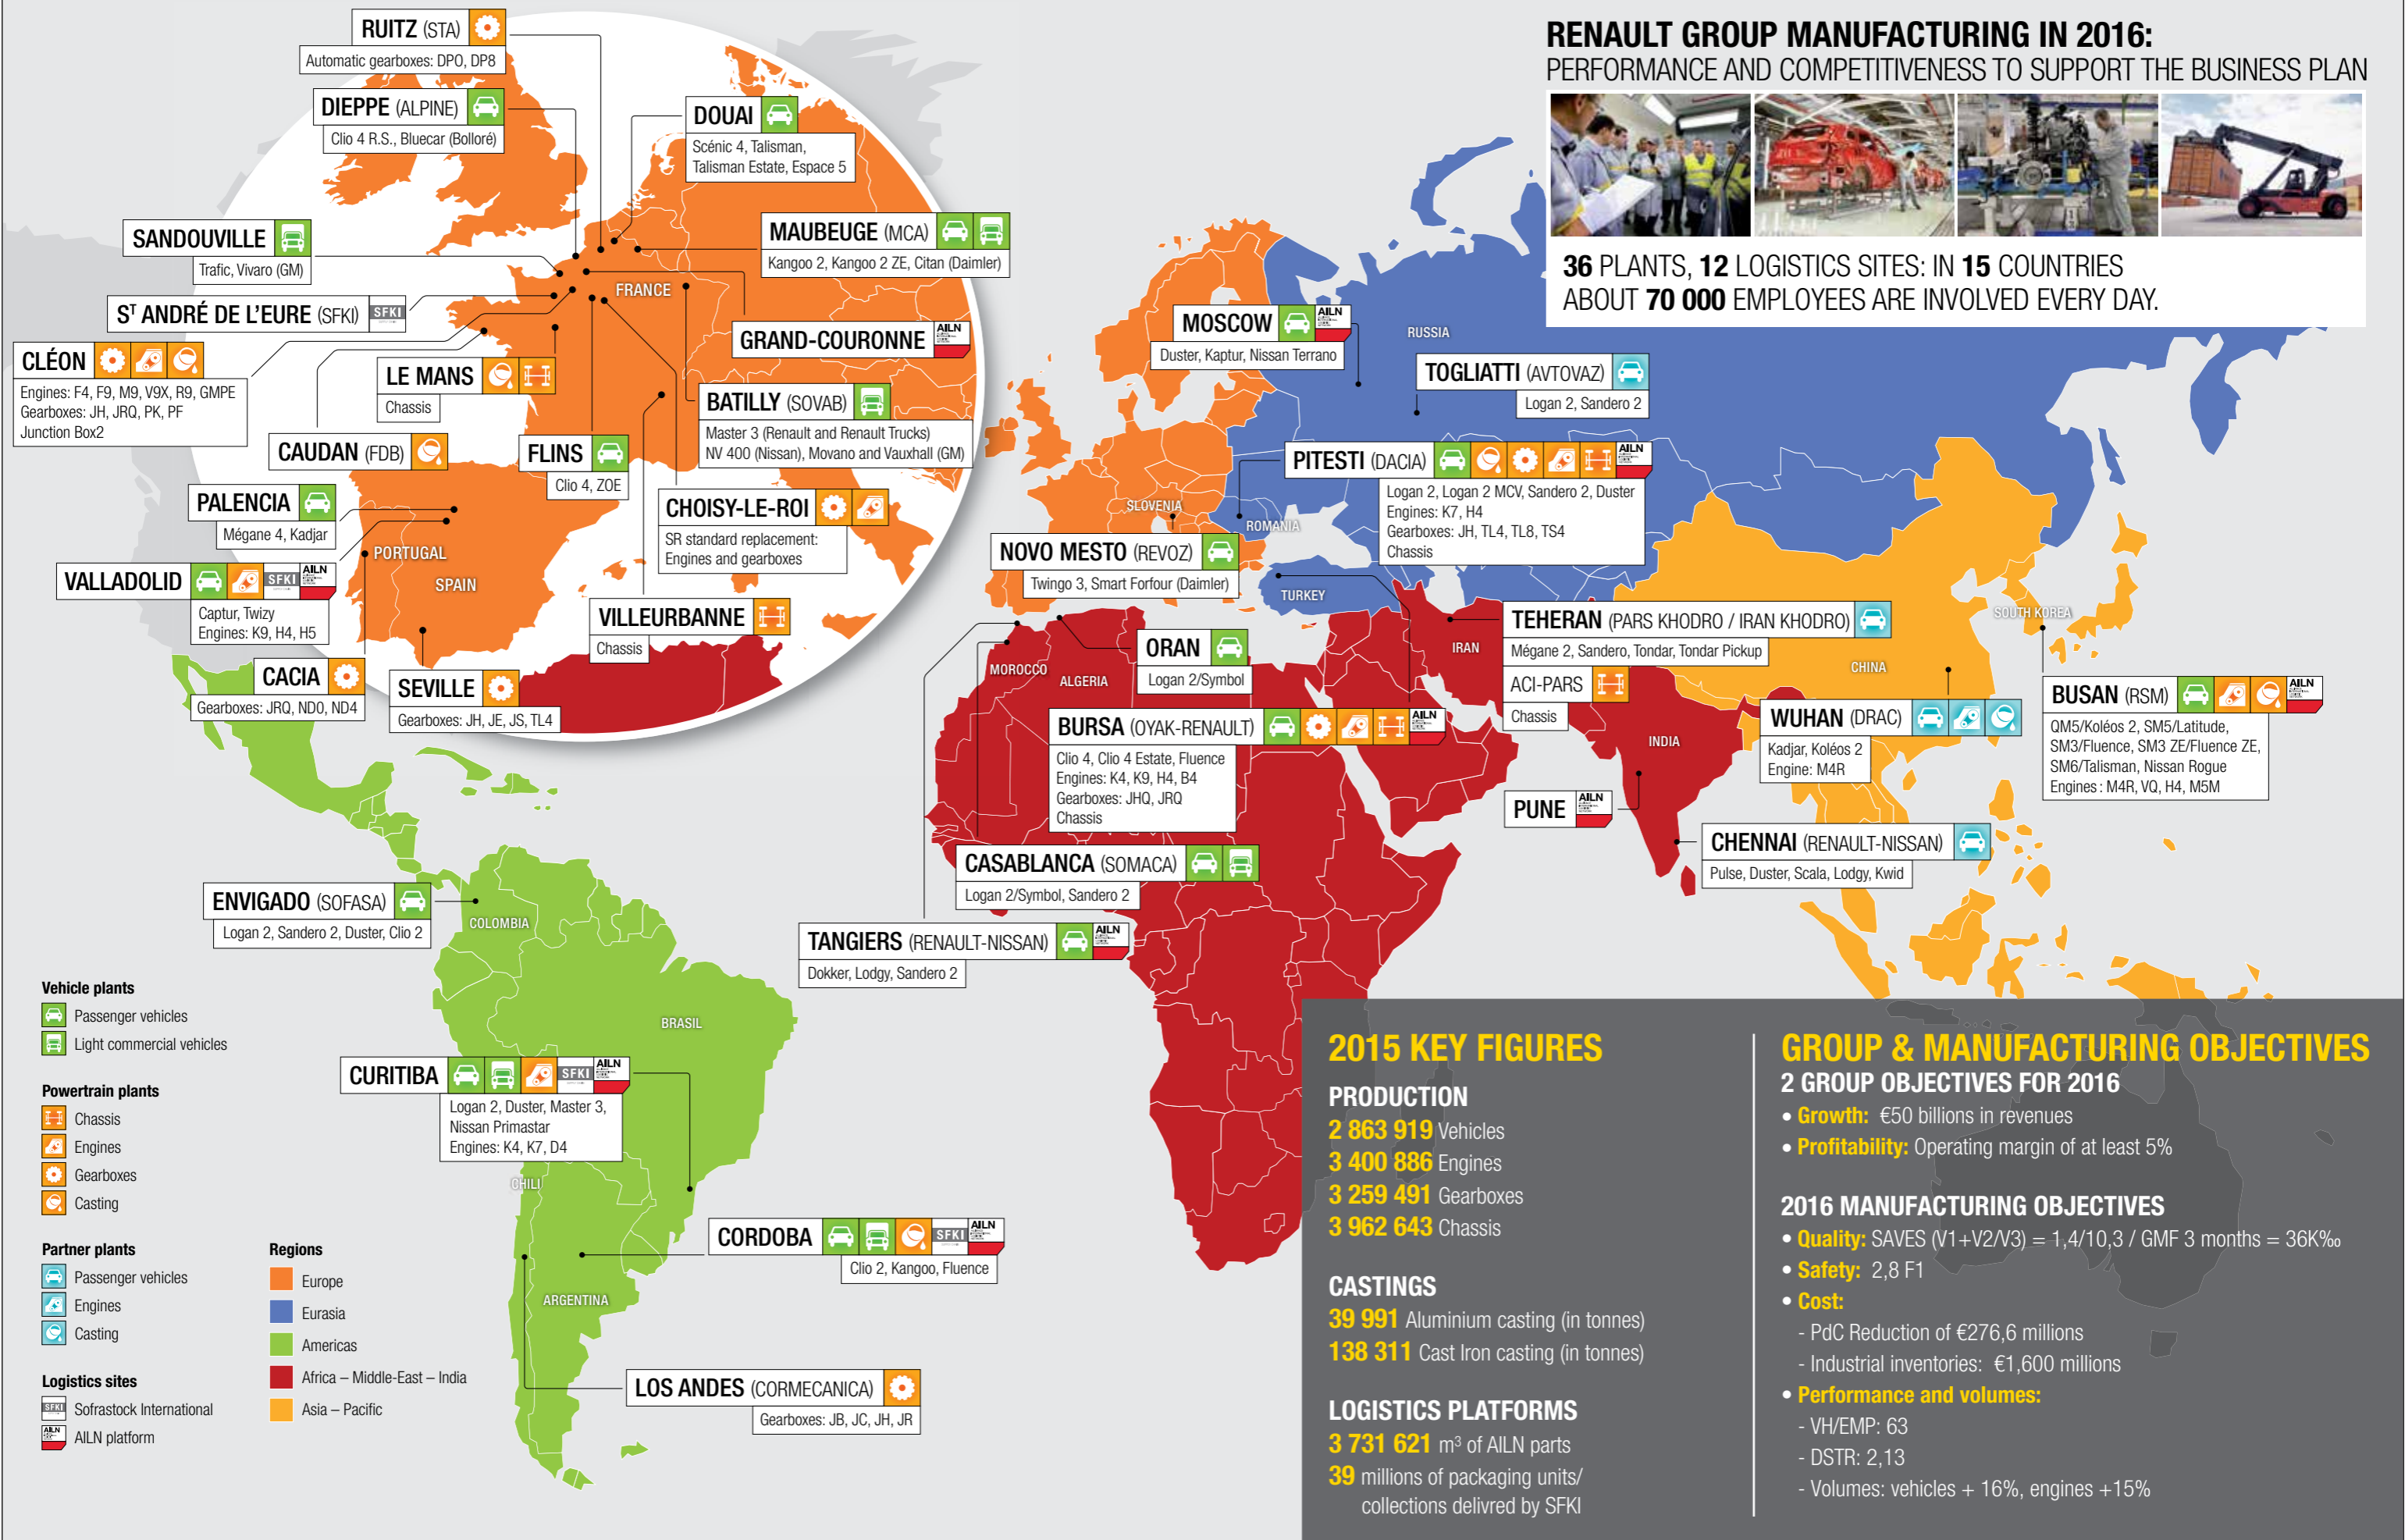 RENAULT GROUP MANUFACTURING IN 2016:
PERFORMANCE AND COMPETITIVENESS TO SUPPORT THE BUSINESS PLAN
36 PLANTS, 12 LOGISTICS SITES: IN 15 COUNTRIES
ABOUT 70 000 EMPLOYEES ARE INVOLVED EVERY DAY.
RUITZ (STA)
Automatic gearboxes: DPO, DP8
DIEPPE (ALPINE)
Clio 4 R.S., Bluecar (Bolloré)
DOUAI
Scénic 4, Talisman,
Talisman Estate, Espace 5
SANDOUVILLE
Trafic, Vivaro (GM)
MAUBEUGE (MCA)
Kangoo 2, Kangoo 2 ZE, Citan (Daimler)
FRANCE
ST ANDRÉ DE L'EURE (SFKI)
SFKI
GRAND-COURONNE
AILN
CLÉON
Engines: F4, F9, M9, V9X, R9, GMPE
Gearboxes: JH, JRQ, PK, PF
Junction Box2
LE MANS
Chassis
BATILLY (SOVAB)
Master 3 (Renault and Renault Trucks)
NV 400 (Nissan), Movano and Vauxhall (GM)
CAUDAN (FDB)
FLINS
Clio 4, ZOE
PALENCIA
Mégane 4, Kadjar
CHOISY-LE-ROI
SR standard replacement:
Engines and gearboxes
PORTUGAL
SPAIN
VALLADOLID
SFKI
AILN
Captur, Twizy
Engines: K9, H4, H5
VILLEURBANNE
Chassis
CACIA
Gearboxes: JRQ, ND0, ND4
SEVILLE
Gearboxes: JH, JE, JS, TL4
MOSCOW
AILN
Duster, Kaptur, Nissan Terrano
RUSSIA
TOGLIATTI (AVTOVAZ)
Logan 2, Sandero 2
PITESTI (DACIA)
AILN
Logan 2, Logan 2 MCV, Sandero 2, Duster
Engines: K7, H4
Gearboxes: JH, TL4, TL8, TS4
Chassis
SLOVENIA
ROMANIA
NOVO MESTO (REVOZ)
Twingo 3, Smart Forfour (Daimler)
TURKEY
TEHERAN (PARS KHODRO / IRAN KHODRO)
Mégane 2, Sandero, Tondar, Tondar Pickup
ACI-PARS
Chassis
IRAN
SOUTH KOREA
CHINA
ORAN
Logan 2/Symbol
MOROCCO
ALGERIA
BURSA (OYAK-RENAULT)
AILN
Clio 4, Clio 4 Estate, Fluence
Engines: K4, K9, H4, B4
Gearboxes: JHQ, JRQ
Chassis
WUHAN (DRAC)
Kadjar, Koléos 2
Engine: M4R
BUSAN (RSM)
AILN
QM5/Koléos 2, SM5/Latitude,
SM3/Fluence, SM3 ZE/Fluence ZE,
SM6/Talisman, Nissan Rogue
Engines : M4R, VQ, H4, M5M
INDIA
PUNE
AILN
CHENNAI (RENAULT-NISSAN)
Pulse, Duster, Scala, Lodgy, Kwid
CASABLANCA (SOMACA)
Logan 2/Symbol, Sandero 2
TANGIERS (RENAULT-NISSAN)
AILN
Dokker, Lodgy, Sandero 2
ENVIGADO (SOFASA)
Logan 2, Sandero 2, Duster, Clio 2
COLOMBIA
BRASIL
CURITIBA
SFKI
AILN
Logan 2, Duster, Master 3,
Nissan Primastar
Engines: K4, K7, D4
CHILI
CORDOBA
SFKI
AILN
Clio 2, Kangoo, Fluence
ARGENTINA
LOS ANDES (CORMECANICA)
Gearboxes: JB, JC, JH, JR
Vehicle plants
Passenger vehicles
Light commercial vehicles
Powertrain plants
Chassis
Engines
Gearboxes
Casting
Partner plants
Passenger vehicles
Engines
Casting
Logistics sites
SFKI
Sofrastock International
AILN
AILN platform
Regions
Europe
Eurasia
Americas
Africa – Middle-East – India
Asia – Pacific
2015 KEY FIGURES
PRODUCTION
2 863 919 Vehicles
3 400 886 Engines
3 259 491 Gearboxes
3 962 643 Chassis
CASTINGS
39 991 Aluminium casting (in tonnes)
138 311 Cast Iron casting (in tonnes)
LOGISTICS PLATFORMS
3 731 621 m³ of AILN parts
39 millions of packaging units/
collections delivred by SFKI
GROUP & MANUFACTURING OBJECTIVES
2 GROUP OBJECTIVES FOR 2016
• Growth: €50 billions in revenues
• Profitability: Operating margin of at least 5%
2016 MANUFACTURING OBJECTIVES
• Quality: SAVES (V1+V2/V3) = 1,4/10,3 / GMF 3 months = 36K‰
• Safety: 2,8 F1
• Cost:
- PdC Reduction of €276,6 millions
- Industrial inventories: €1,600 millions
• Performance and volumes:
- VH/EMP: 63
- DSTR: 2,13
- Volumes: vehicles + 16%, engines +15%